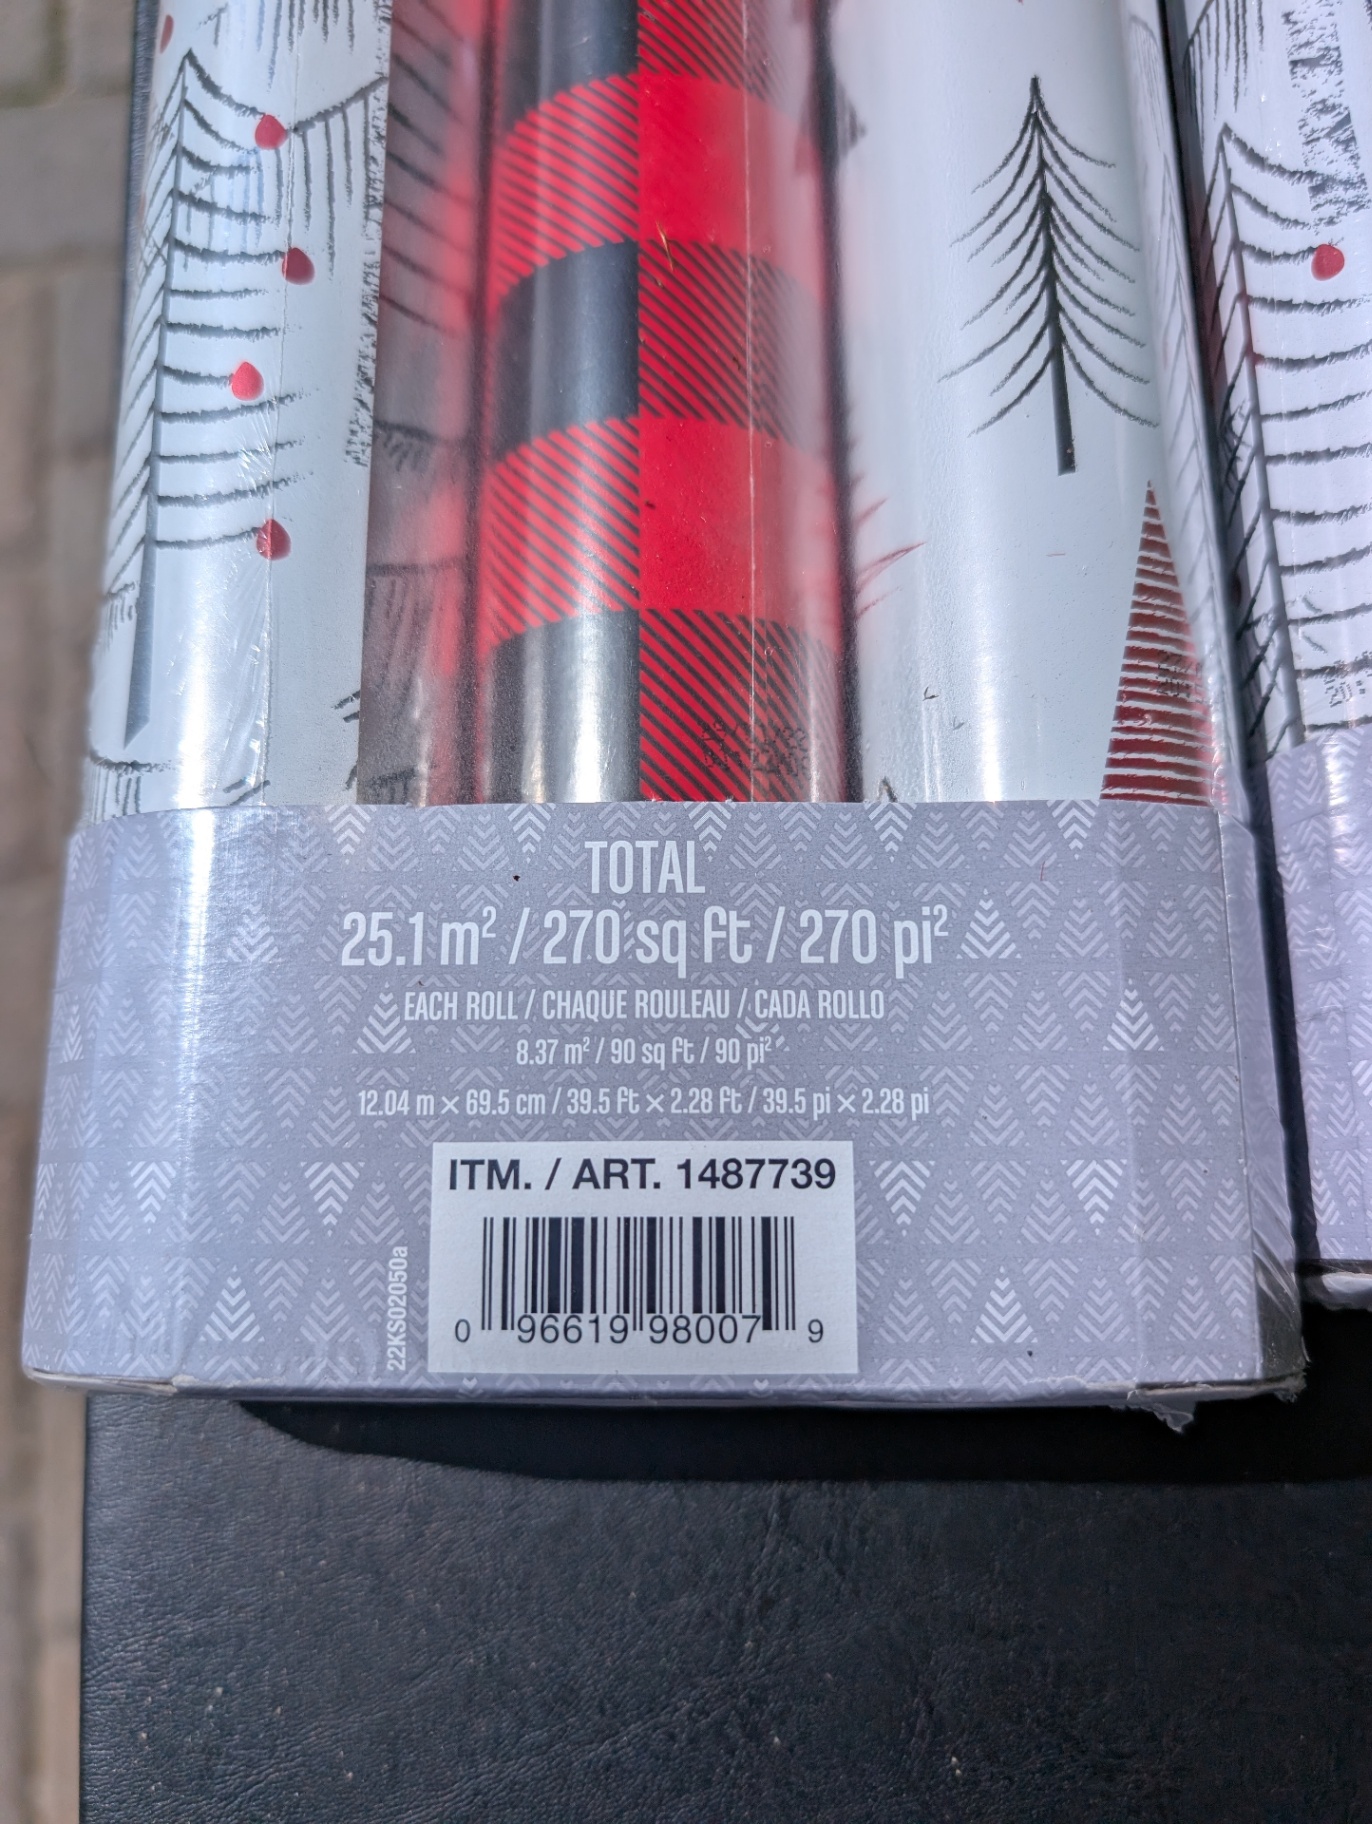 TOTAL
25.1 m² / 270 sq ft / 270 pi²
EACH ROLL / CHAQUE ROULEAU / CADA ROLLO
8.37 m² / 90 sq ft / 90 pi²
12.04 m × 69.5 cm / 39.5 ft × 2.28 ft / 39.5 pi × 2.28 pi
ITM. / ART. 1487739
22KS02050a
0 96619 98007 9